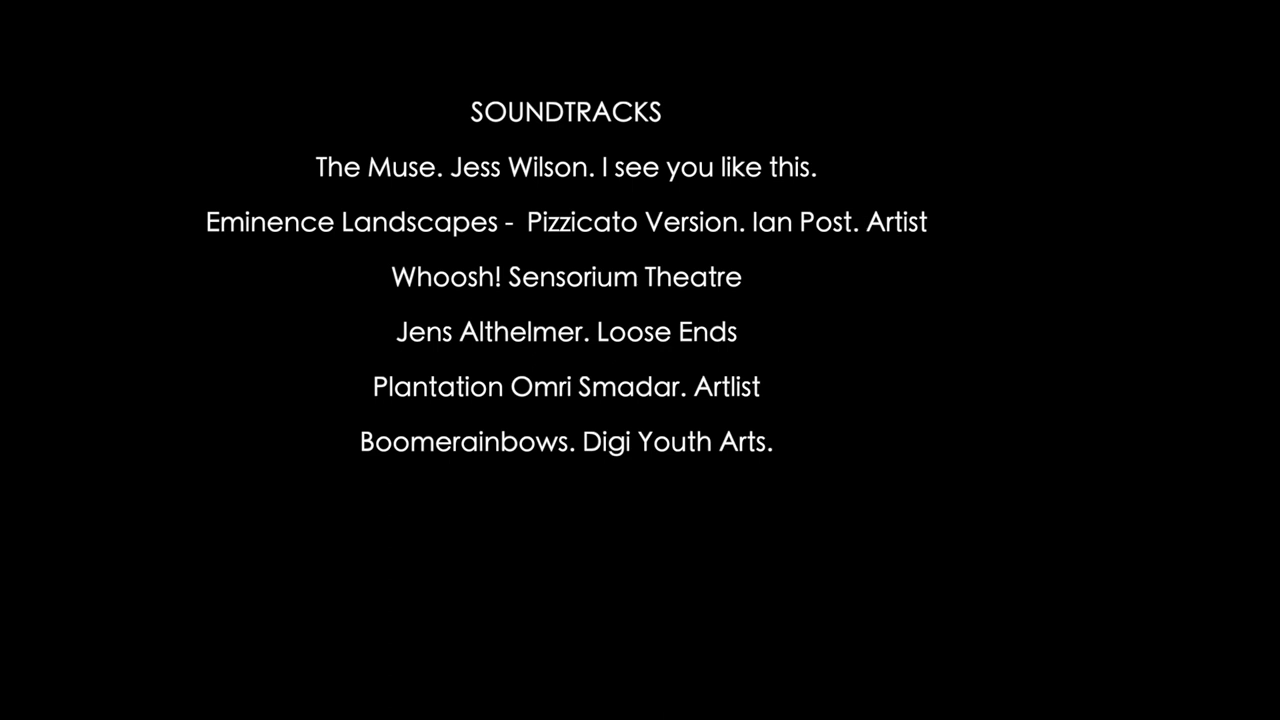 SOUNDTRACKS
The Muse. Jess Wilson. I see you like this.
Eminence Landscapes -  Pizzicato Version. Ian Post. Artist
Whoosh! Sensorium Theatre
Jens Althelmer. Loose Ends
Plantation Omri Smadar. Artlist
Boomerainbows. Digi Youth Arts.